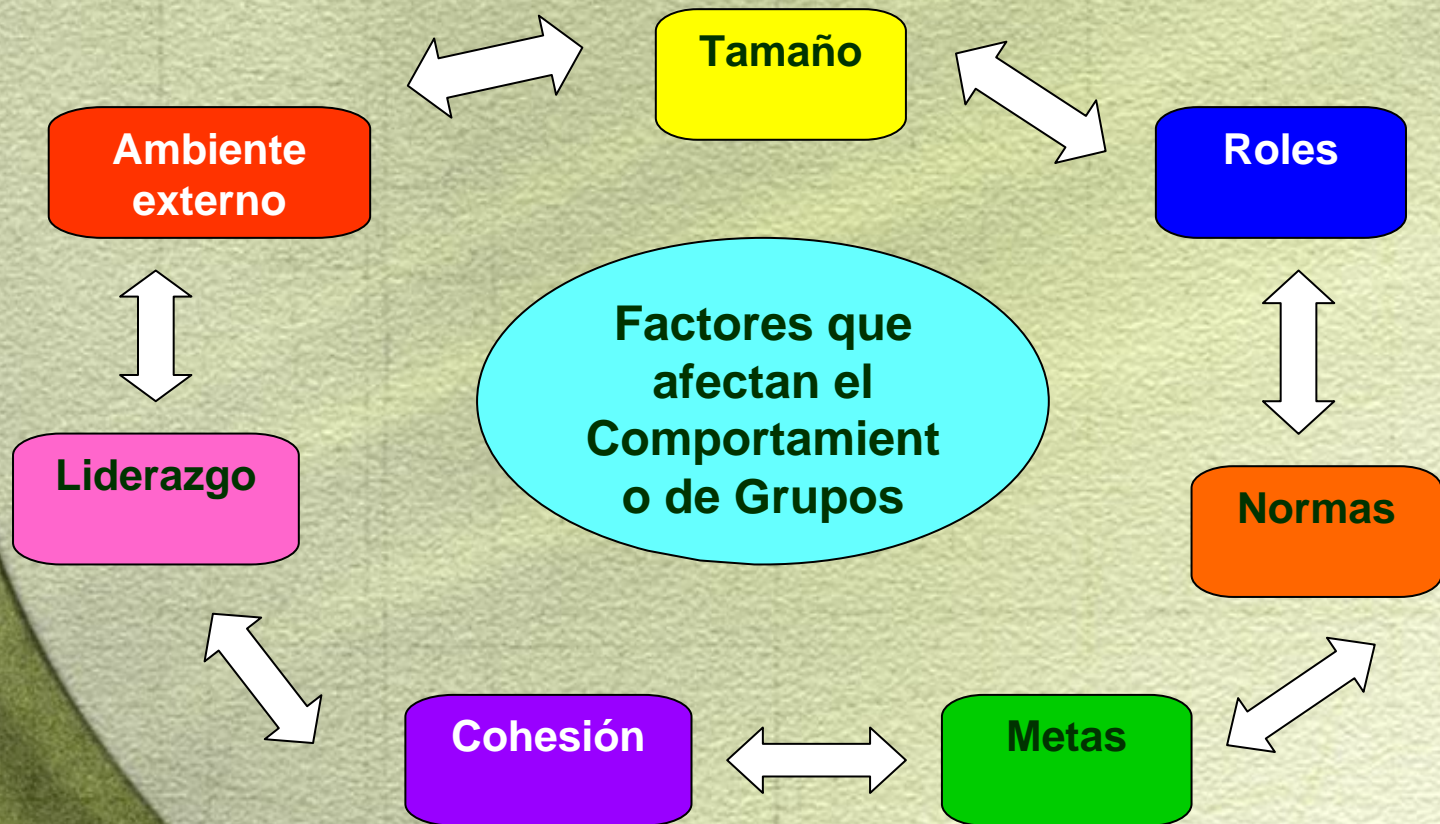 Tamaño
Ambiente
externo
Roles
Factores que
afectan el
Comportamient
o de Grupos
Liderazgo
Normas
Cohesión
Metas